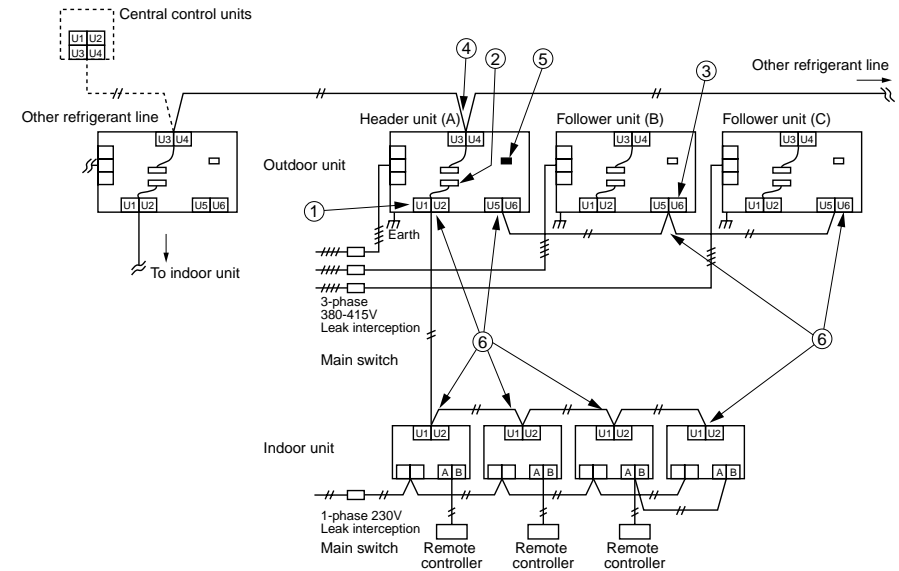 Central control units
U1 U2
U3 U4
④ ② ⑤ ③
Other refrigerant line
Other refrigerant line
Header unit (A)
Follower unit (B)
Follower unit (C)
U3 U4
U3 U4
U3 U4
U3 U4
Outdoor unit
U1 U2
U5 U6
①
U1 U2
U5 U6
U1 U2
U5 U6
U1 U2
U5 U6
Earth
To indoor unit
3-phase
380-415V
Leak interception
Main switch
⑥
⑥
Indoor unit
U1 U2
U1 U2
U1 U2
U1 U2
A B
A B
A B
A B
1-phase 230V
Leak interception
Main switch
Remote
controller
Remote
controller
Remote
controller